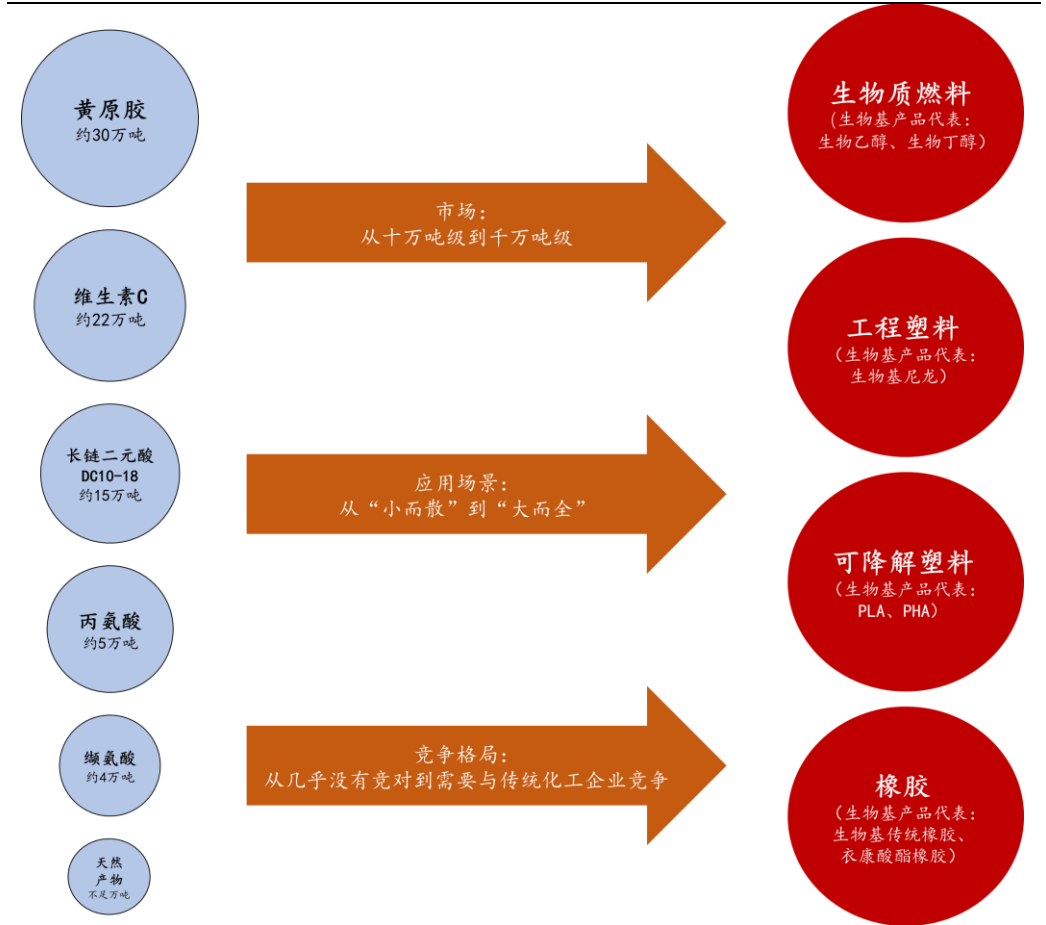 黄原胶
约30万吨
维生素C
约22万吨
长链二元酸
DC10-18
约15万吨
丙氨酸
约5万吨
缬氨酸
约4万吨
天然
产物
不足万吨
市场：
从十万吨级到千万吨级
应用场景：
从“小而散”到“大而全”
竞争格局：
从几乎没有竞对到需要与传统化工企业竞争
生物质燃料
(生物基产品代表：
生物乙醇、生物丁醇）
工程塑料
（生物基产品代表：
生物基尼龙）
可降解塑料
（生物基产品代表：
PLA、PHA）
橡胶
（生物基产品代表：
生物基传统橡胶、
衣康酸酯橡胶）